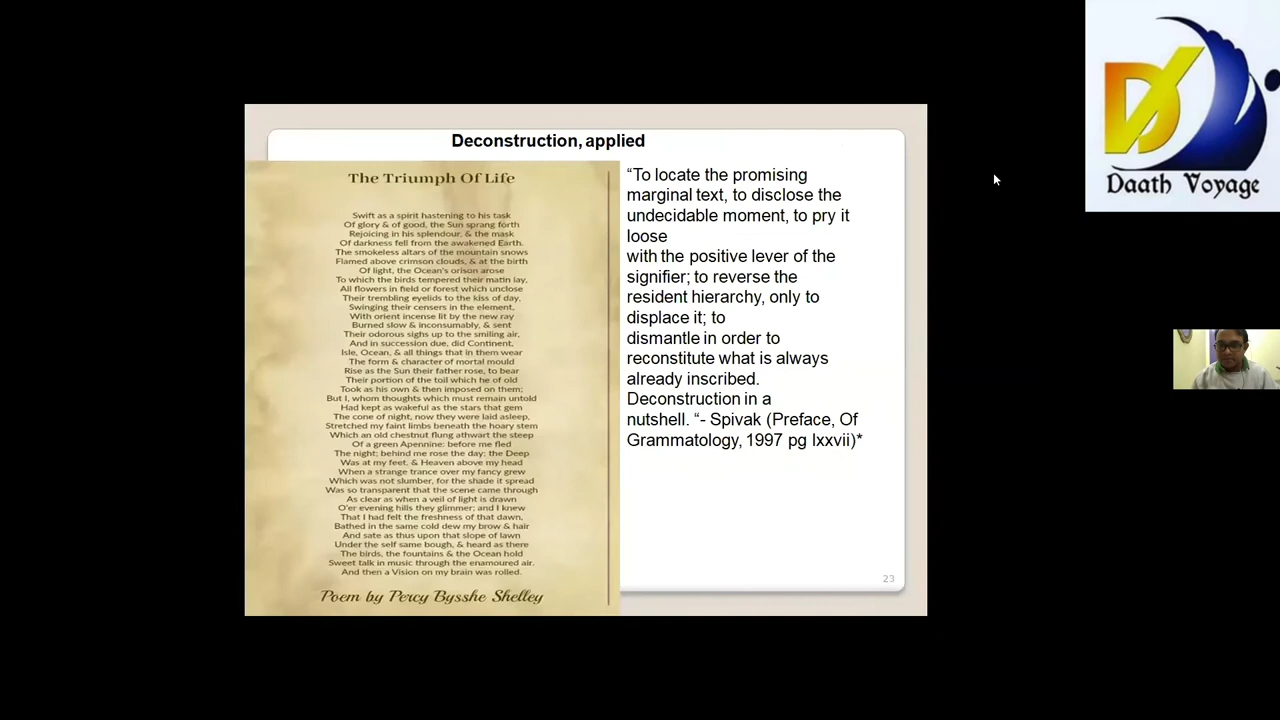 Deconstruction, applied
The Triumph Of Life
Swift as a spirit hastening to his task
Of glory & of good, the Sun sprang forth
Rejoicing in his splendour, & the mask
Of darkness fell from the awakened Earth.
The smokeless altars of the mountain snows
Flamed above crimson clouds, & at the birth
Of light, the Ocean's orison arose
To which the birds tempered their matin lay,
All flowers in field or forest which unclose
Their trembling eyelids to the kiss of day,
Swinging their censers in the element,
With orient incense lit by the new ray
Burned slow & inconsumably, & sent
Their odorous sighs up to the smiling air,
And in succession due, did Continent,
Isle, Ocean, & all things that in them wear
The form & character of mortal mould
Rise as the Sun their father rose, to bear
Their portion of the toil which he of old
Took as his own & then imposed on them;
But I, whom thoughts which must remain untold
Had kept as wakeful as the stars that gem
The cone of night, now they were laid asleep,
Stretched my faint limbs beneath the hoary stem
Which an old chestnut flung athwart the steep
Of a green Apennine: before me fled
The night; behind me rose the day; the Deep
Was at my feet, & Heaven above my head
When a strange trance over my fancy grew
Which was not slumber, for the shade it spread
Was so transparent that the scene came through
As clear as when a veil of light is drawn
O'er evening hills they glimmer; and I knew
That I had felt the freshness of that dawn,
Bathed in the same cold dew my brow & hair
And sate as thus upon that slope of lawn
Under the self same bough, & heard as there
The birds, the fountains & the Ocean hold
Sweet talk in music through the enamoured air.
And then a Vision on my brain was rolled.
Poem by Percy Bysshe Shelley
“To locate the promising
marginal text, to disclose the
undecidable moment, to pry it
loose
with the positive lever of the
signifier; to reverse the
resident hierarchy, only to
displace it; to
dismantle in order to
reconstitute what is always
already inscribed.
Deconstruction in a
nutshell. “- Spivak (Preface, Of
Grammatology, 1997 pg lxxvii)*
23
Daath Voyage